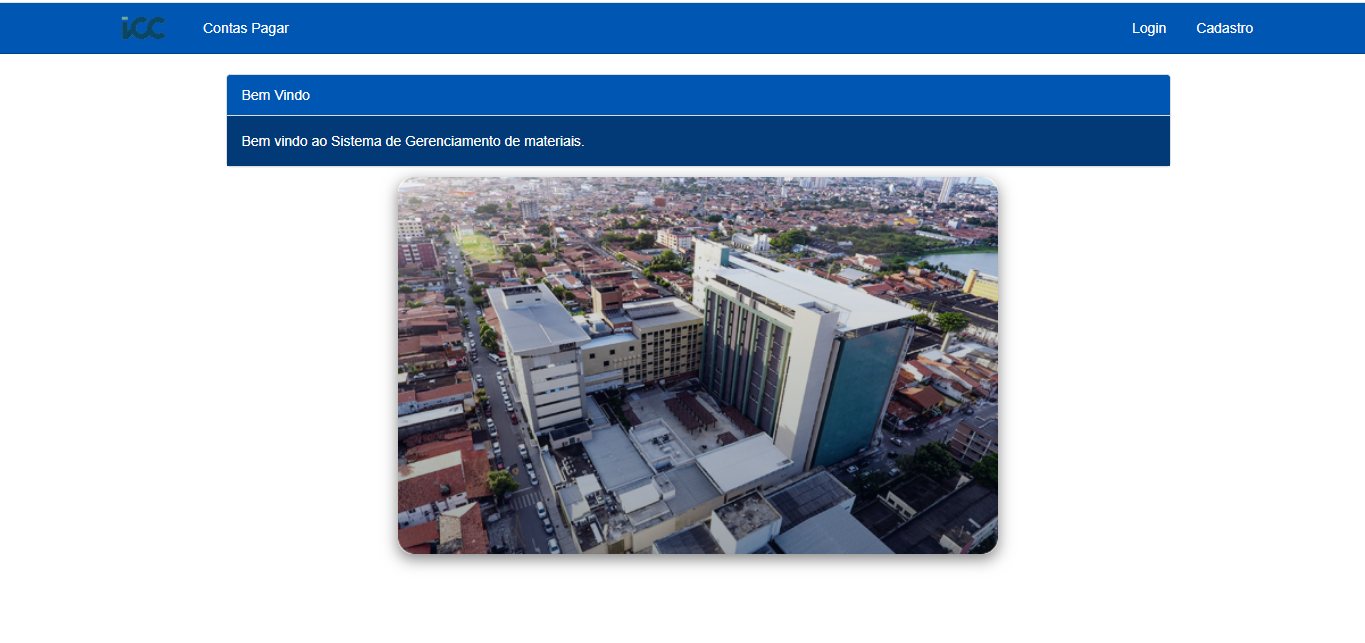 icc
Contas Pagar
Login
Cadastro
Bem Vindo
Bem vindo ao Sistema de Gerenciamento de materiais.